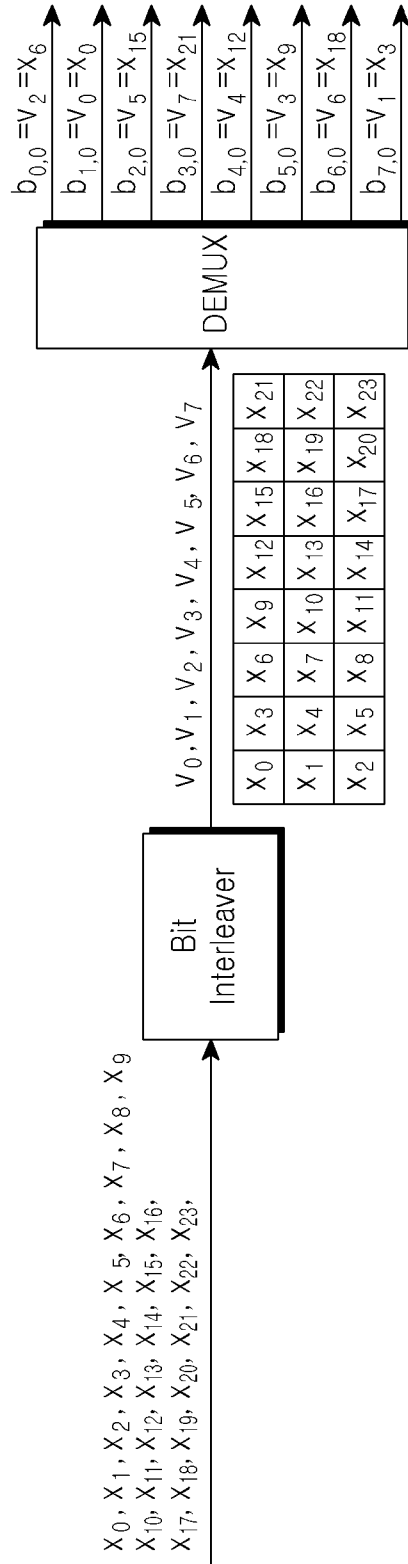 X₀, X₁, X₂, X₃, X₄, X₅, X₆, X₇, X₈, X₉
X₁₀, X₁₁, X₁₂, X₁₃, X₁₄, X₁₅, X₁₆,
X₁₇, X₁₈, X₁₉, X₂₀, X₂₁, X₂₂, X₂₃,
Bit
Interleaver
V₀, V₁, V₂, V₃, V₄, V₅, V₆, V₇
X₀ X₃ X₆ X₉ X₁₂ X₁₅ X₁₈ X₂₁
X₁ X₄ X₇ X₁₀ X₁₃ X₁₆ X₁₉ X₂₂
X₂ X₅ X₈ X₁₁ X₁₄ X₁₇ X₂₀ X₂₃
DEMUX
b₀,₀ =V₂ =X₆
b₁,₀ =V₀ =X₀
b₂,₀ =V₅ =X₁₅
b₃,₀ =V₇ =X₂₁
b₄,₀ =V₄ =X₁₂
b₅,₀ =V₃ =X₉
b₆,₀ =V₆ =X₁₈
b₇,₀ =V₁ =X₃